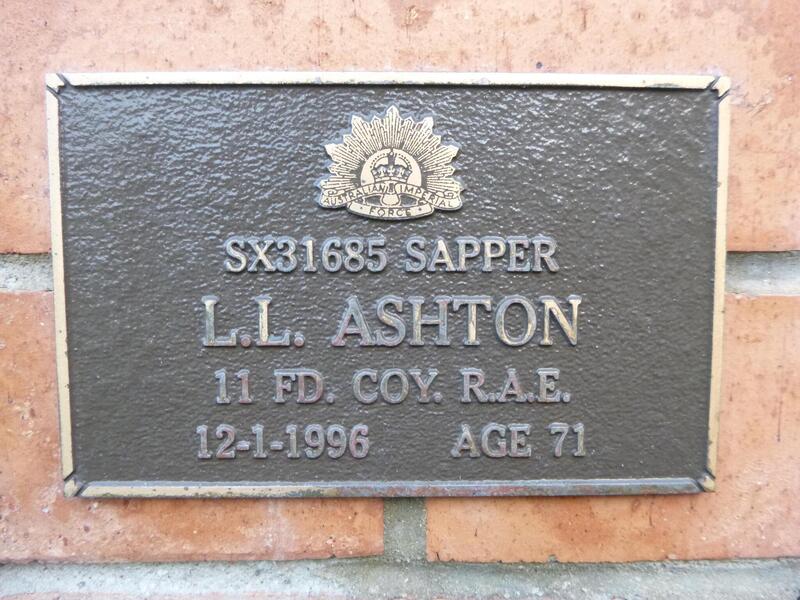 AUSTRALIAN IMPERIAL
FORCE
SX31685 SAPPER
L.L. ASHTON
11 FD. COY. R.A.E.
12-1-1996 AGE 71